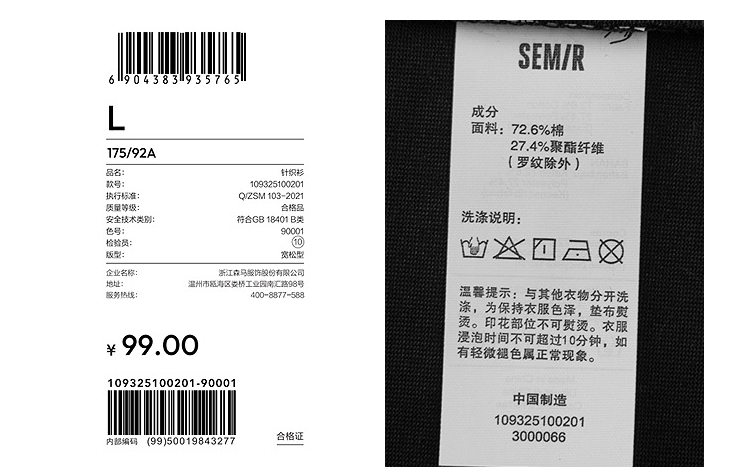 6 904383 935765
L
175/92A
品名: 针织衫
款号: 109325100201
执行标准: Q/ZSM 103-2021
质量等级: 合格品
安全技术类别: 符合GB 18401 B类
色号: 90001
检验员: 10
版型: 宽松型
企业名称: 浙江森马服饰股份有限公司
地址: 温州市瓯海区娄桥工业园南汇路98号
服务热线: 400-8877-588
¥ 99.00
109325100201-90001
内部编码 (99)50019843277
合格证
SEM/R
成分
面料: 72.6%棉
27.4%聚酯纤维
(罗纹除外)
洗涤说明:
温馨提示: 与其他衣物分开洗
涤, 为保持衣服色泽, 垫布熨
烫。印花部位不可熨烫。衣服
浸泡时间不可超过10分钟, 如
有轻微褪色属正常现象。
中国制造
109325100201
3000066